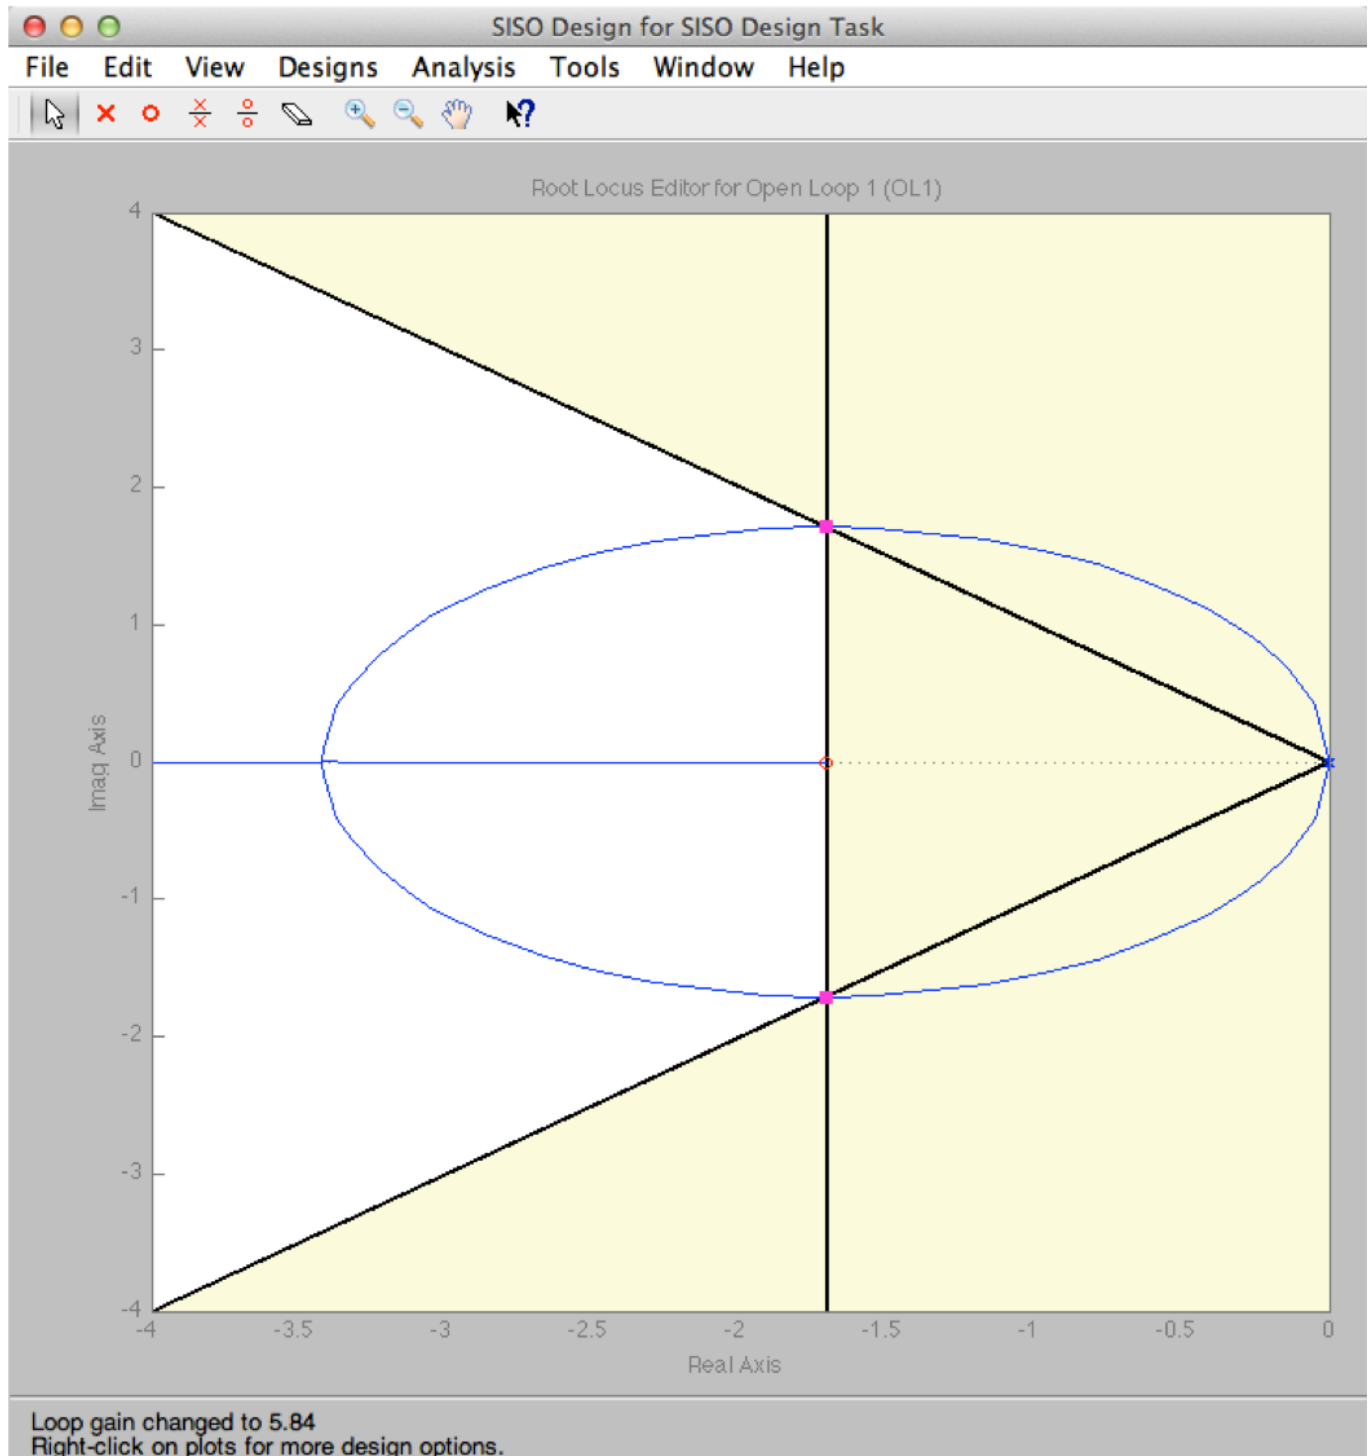 SISO Design for SISO Design Task
File Edit View Designs Analysis Tools Window Help
Root Locus Editor for Open Loop 1 (OL1)
4
3
2
1
0
-1
-2
-3
-4
Imag Axis
-4 -3.5 -3 -2.5 -2 -1.5 -1 -0.5 0
Real Axis
Loop gain changed to 5.84
Right-click on plots for more design options.